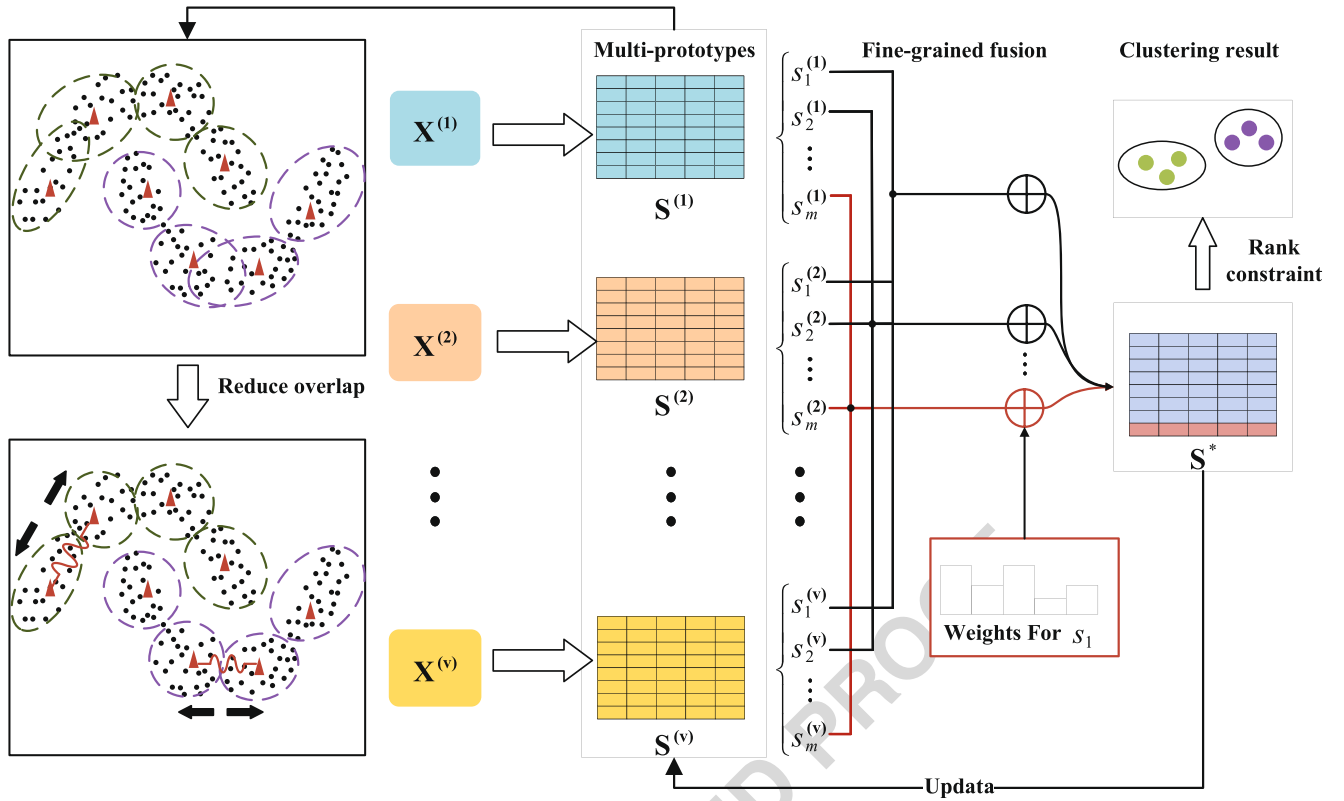 Multi-prototypes
Fine-grained fusion
Clustering result
X(1)
S(1)
s1(1)
s2(1)
sm(1)
Reduce overlap
X(2)
S(2)
s1(2)
s2(2)
sm(2)
Rank
constraint
S*
X(v)
S(v)
s1(v)
s2(v)
sm(v)
Weights For s1
Updata
D PROOF